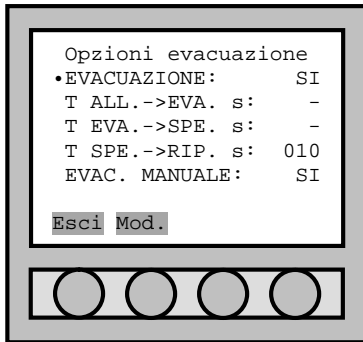 Opzioni evacuazione
•EVACUAZIONE: SI
T ALL.->EVA. s: -
T EVA.->SPE. s: -
T SPE.->RIP. s: 010
EVAC. MANUALE: SI
Esci Mod.